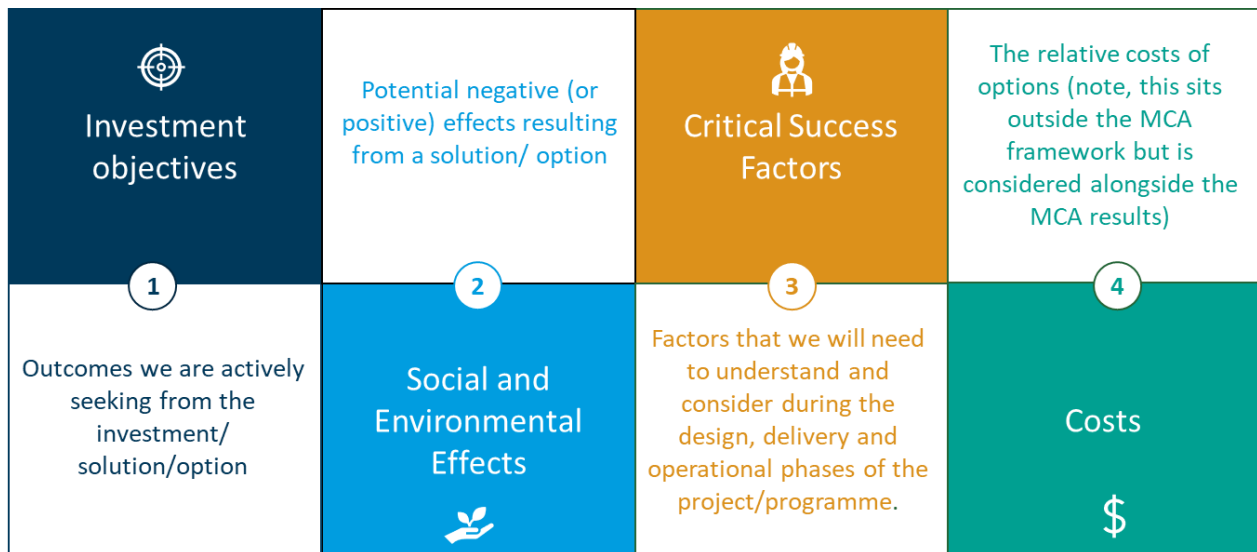 Investment
objectives
1
Outcomes we are actively
seeking from the
investment/
solution/option
Potential negative (or
positive) effects resulting
from a solution/ option
2
Social and
Environmental
Effects
Critical Success
Factors
3
Factors that we will need
to understand and
consider during the
design, delivery and
operational phases of the
project/programme.
The relative costs of
options (note, this sits
outside the MCA
framework but is
considered alongside the
MCA results)
4
Costs
$